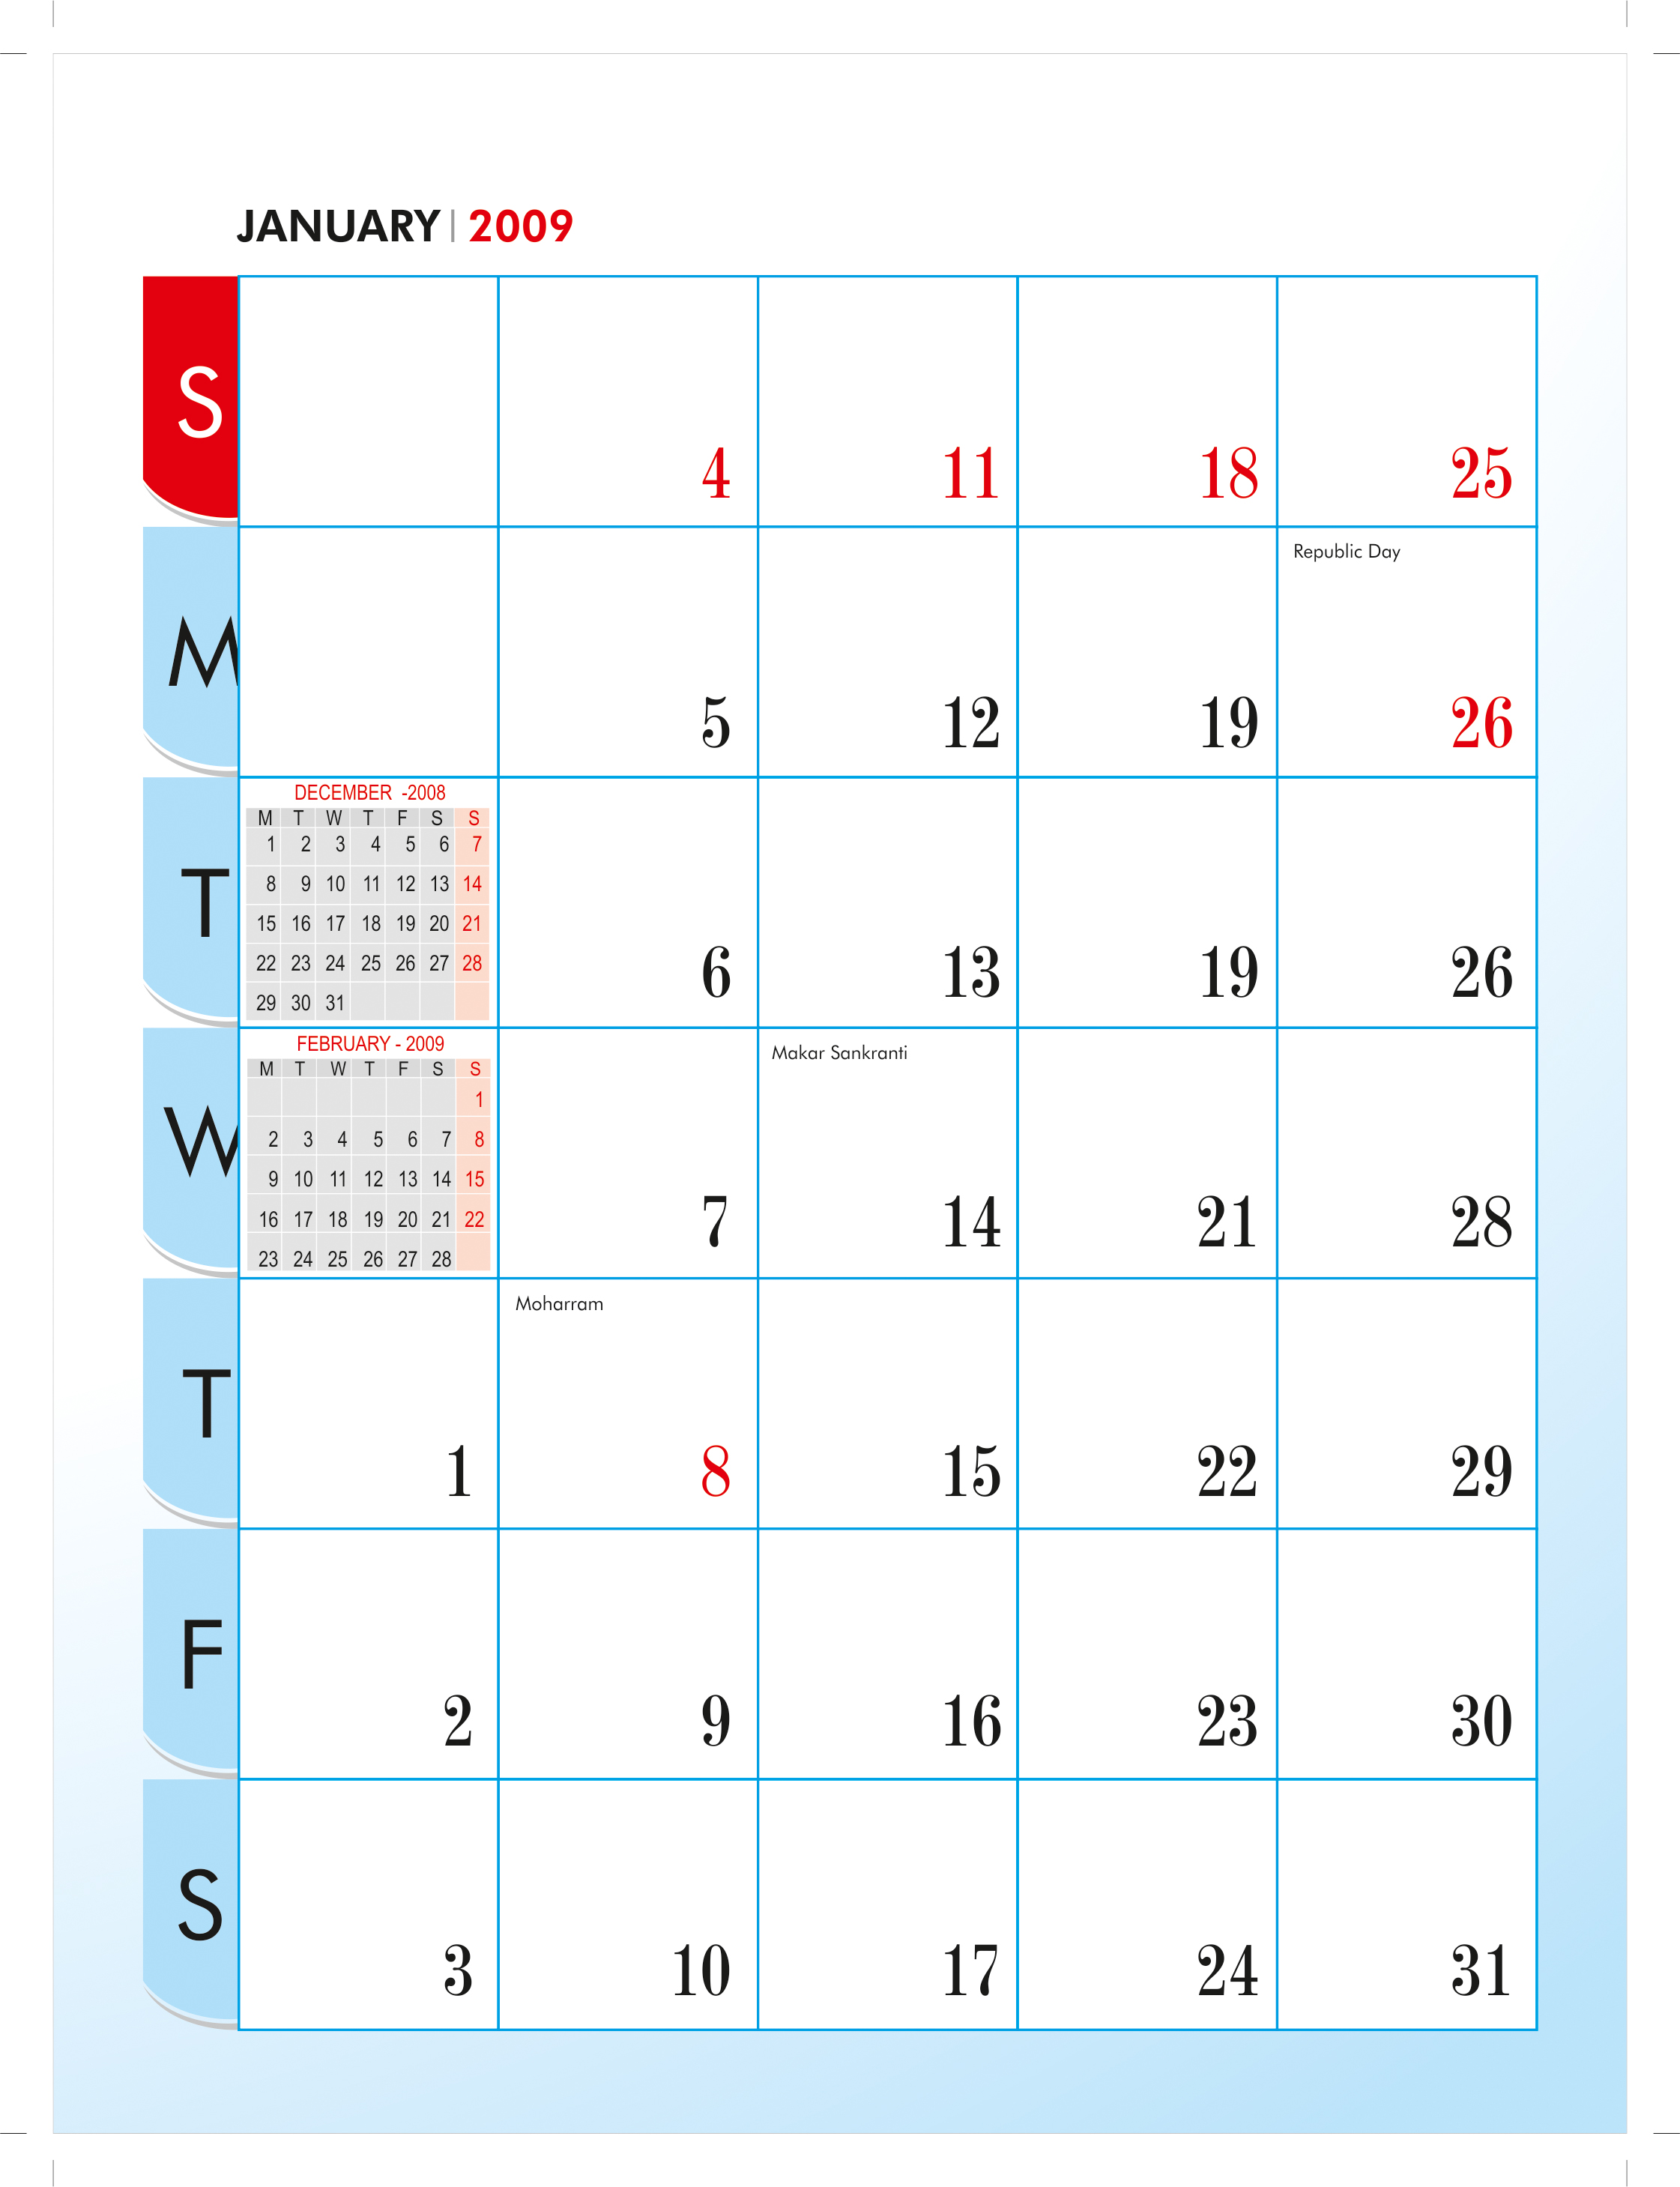 JANUARY | 2009
S 4 11 18 25
Republic Day
M 5 12 19 26
DECEMBER -2008
M T W T F S S
1 2 3 4 5 6 7
8 9 10 11 12 13 14
15 16 17 18 19 20 21
22 23 24 25 26 27 28
29 30 31
T 6 13 19 26
FEBRUARY - 2009
M T W T F S S
1
2 3 4 5 6 7 8
9 10 11 12 13 14 15
16 17 18 19 20 21 22
23 24 25 26 27 28
Makar Sankranti
W 7 14 21 28
Moharram
T 1 8 15 22 29
F 2 9 16 23 30
S 3 10 17 24 31